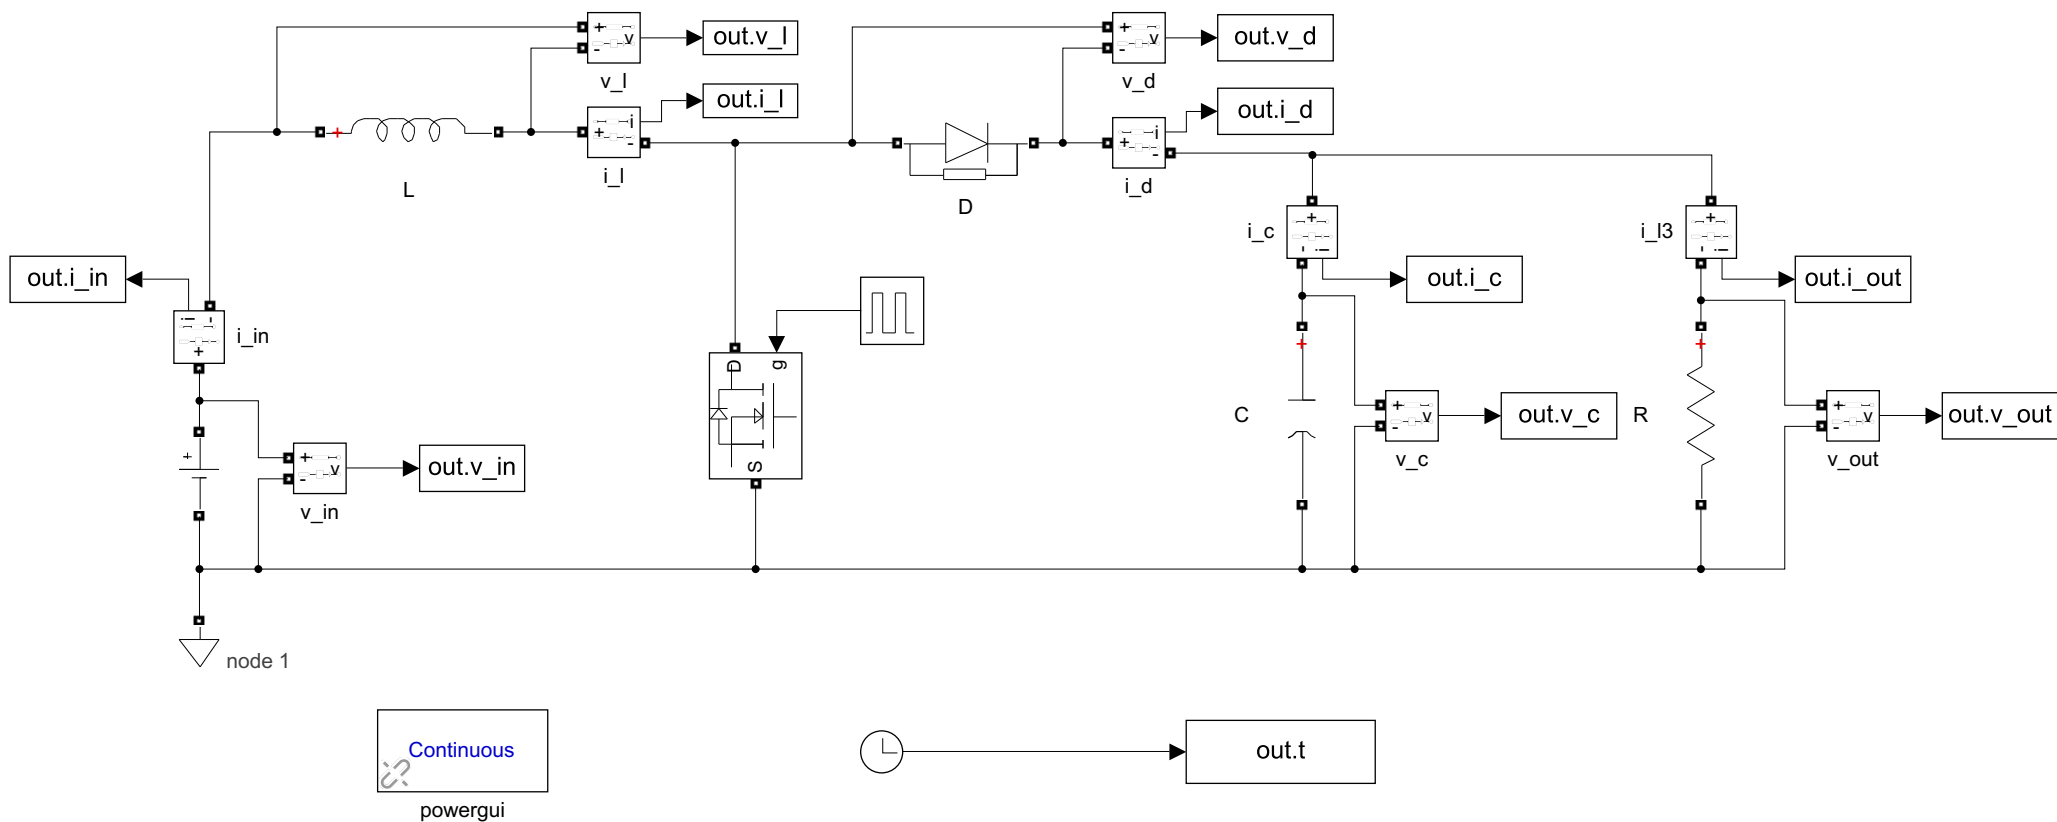 out.v_l
out.v_d
v
+
-
v_l
v
+
-
v_d
out.i_l
out.i_d
+
i
+
-
i_l
L
i
+
-
i_d
D
+
-
i
i_c
+
-
i
i_l3
out.i_in
out.i_c
out.i_out
i
-
+
i_in
D
g
S
+
+
C
R
+
-
v
v_c
out.v_c
+
-
v
v_out
out.v_out
+
+
-
v
v_in
out.v_in
node 1
Continuous
powergui
out.t